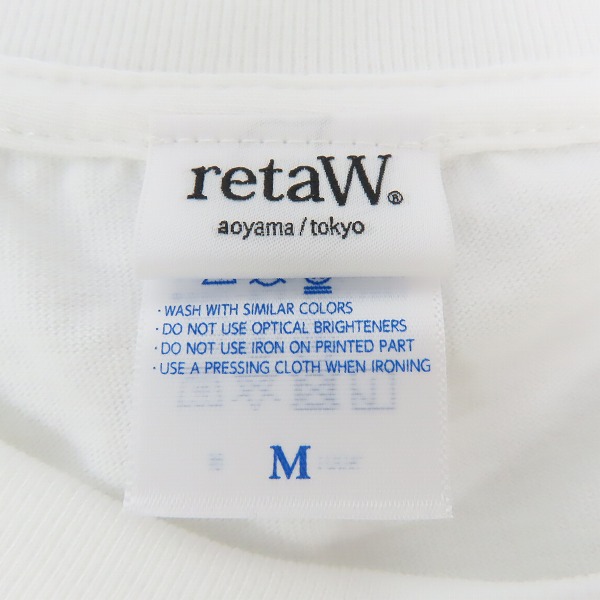 retaW®
aoyama / tokyo
· WASH WITH SIMILAR COLORS
· DO NOT USE OPTICAL BRIGHTENERS
· DO NOT USE IRON ON PRINTED PART
· USE A PRESSING CLOTH WHEN IRONING
M